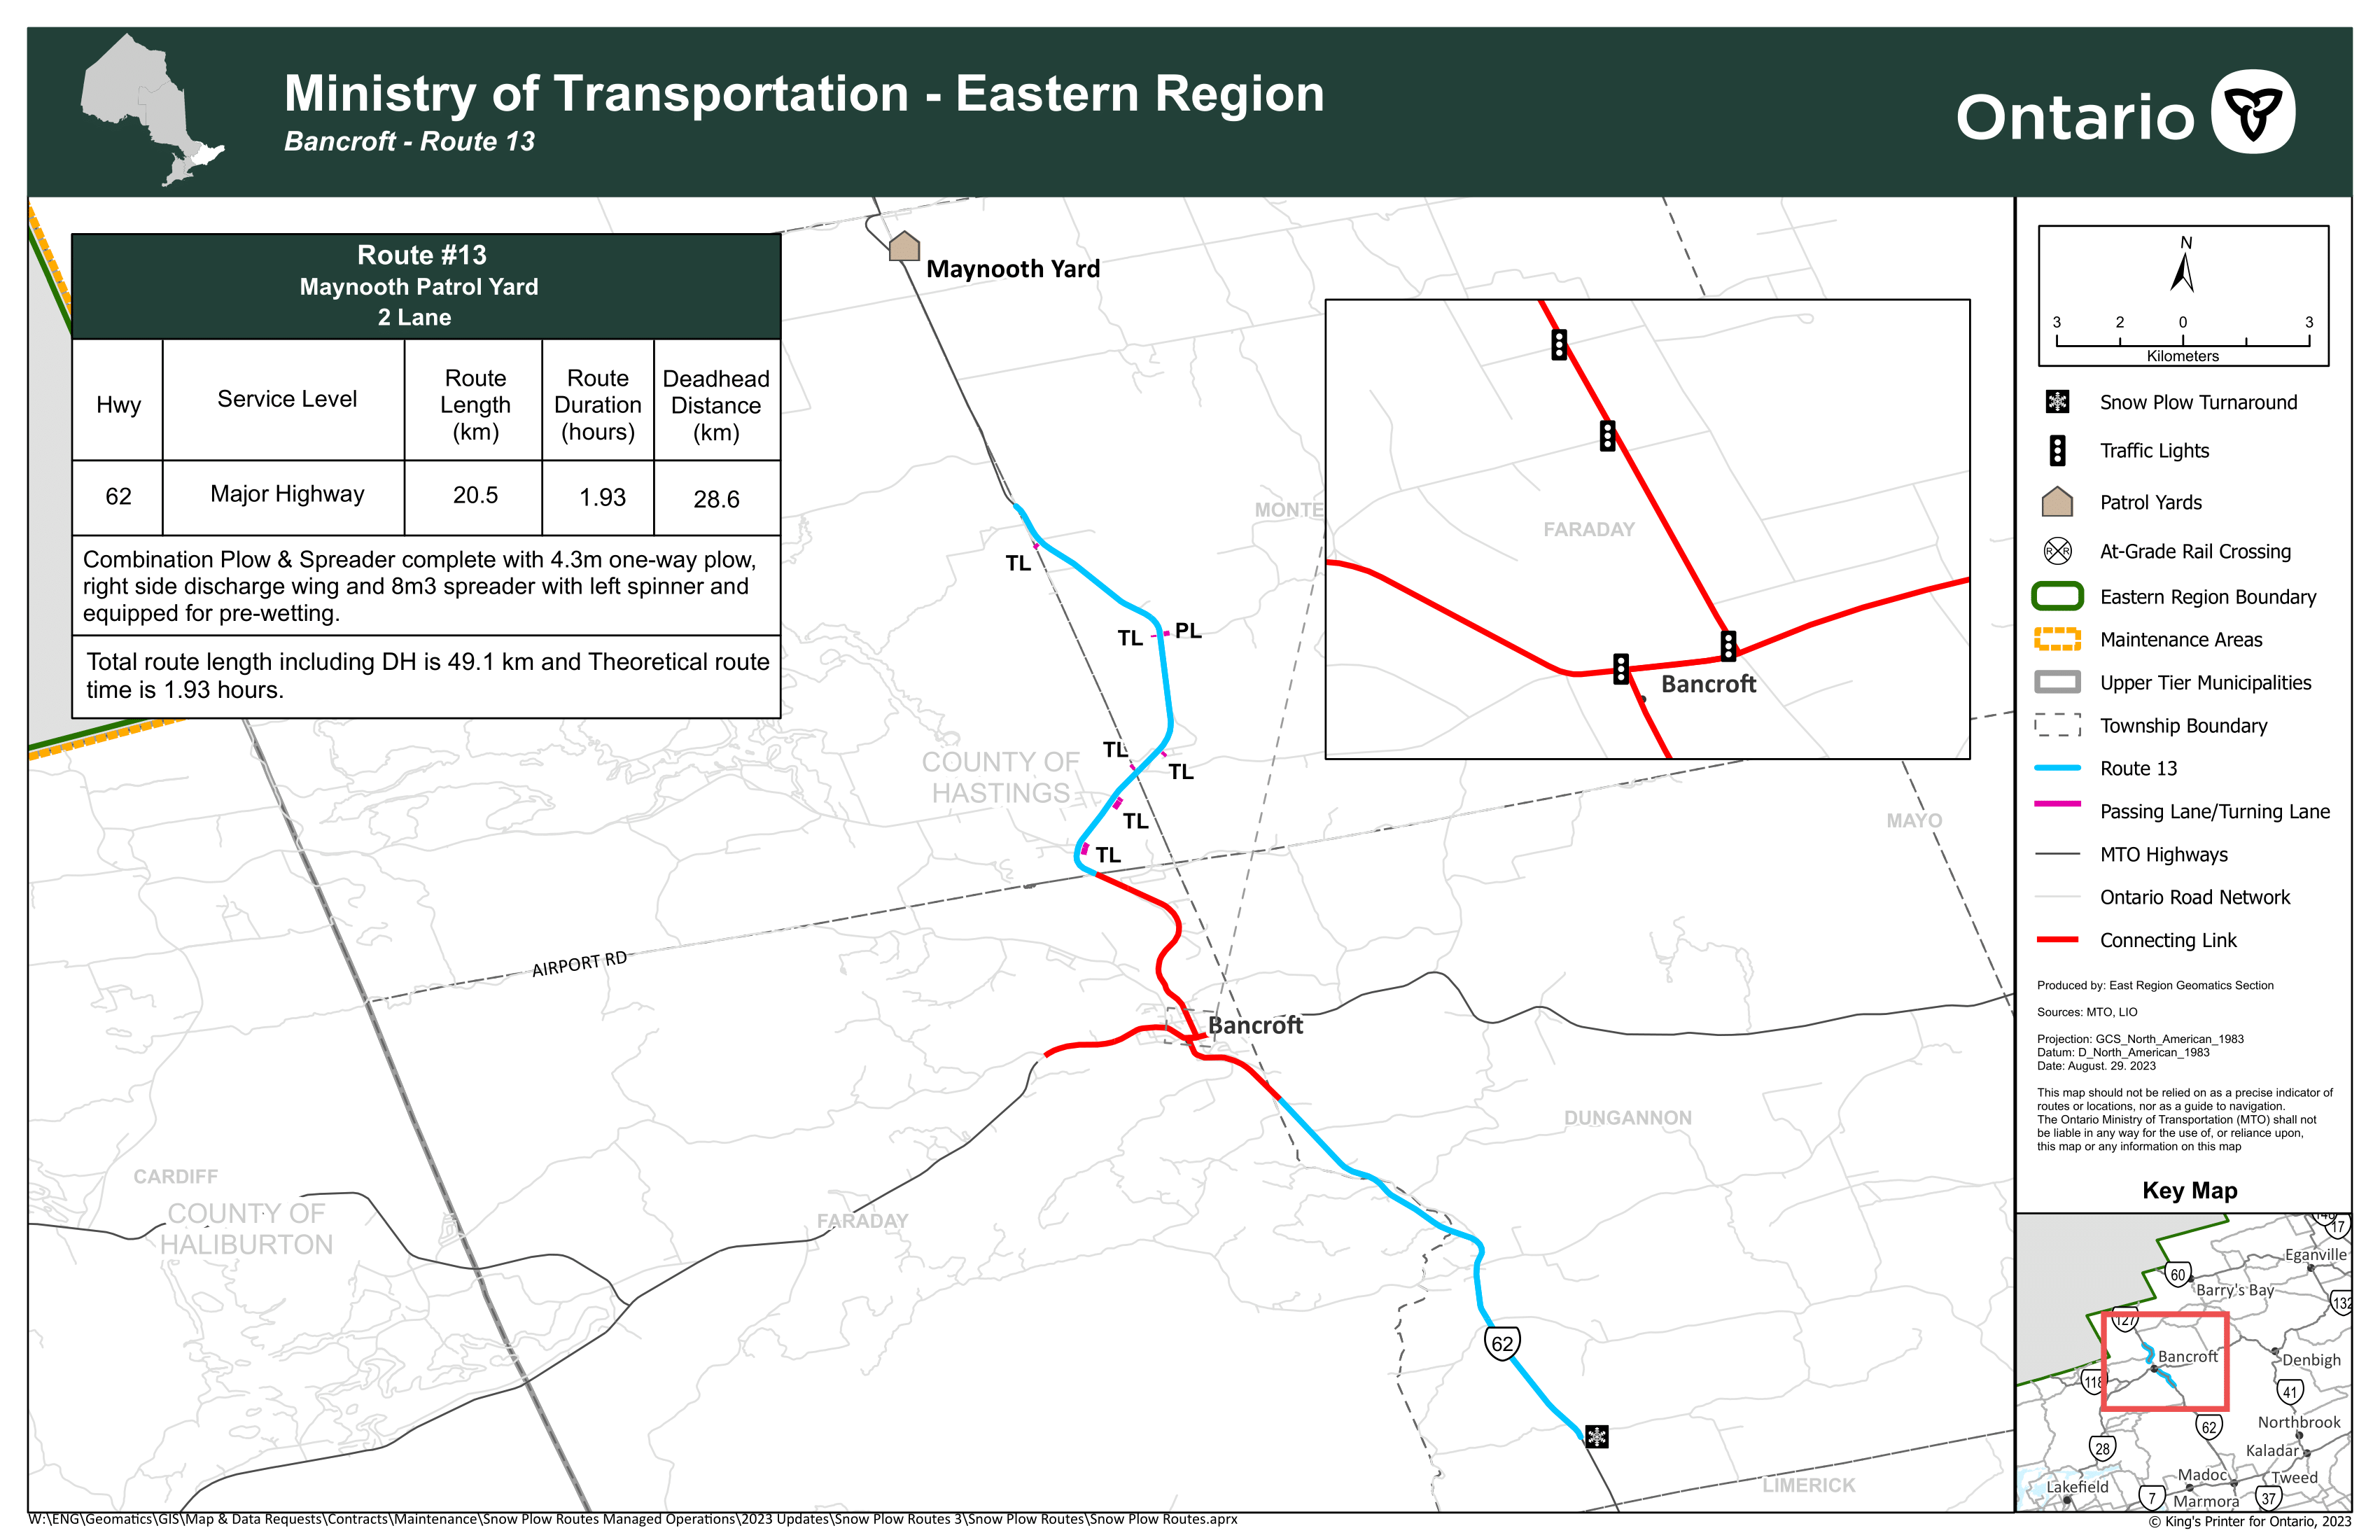 Ministry of Transportation - Eastern Region
Bancroft - Route 13
Ontario
Route #13
Maynooth Patrol Yard
2 Lane
Hwy
Service Level
Route
Length
(km)
Route
Duration
(hours)
Deadhead
Distance
(km)
62
Major Highway
20.5
1.93
28.6
Combination Plow & Spreader complete with 4.3m one-way plow,
right side discharge wing and 8m3 spreader with left spinner and
equipped for pre-wetting.
Total route length including DH is 49.1 km and Theoretical route
time is 1.93 hours.
Maynooth Yard
TL
TL
PL
TL
TL
TL
TL
MONTE
COUNTY OF
HASTINGS
MAYO
AIRPORT RD
Bancroft
DUNGANNON
CARDIFF
COUNTY OF
HALIBURTON
FARADAY
62
LIMERICK
FARADAY
Bancroft
N
3
2
0
3
Kilometers
Snow Plow Turnaround
Traffic Lights
Patrol Yards
R R
At-Grade Rail Crossing
Eastern Region Boundary
Maintenance Areas
Upper Tier Municipalities
Township Boundary
Route 13
Passing Lane/Turning Lane
MTO Highways
Ontario Road Network
Connecting Link
Produced by: East Region Geomatics Section
Sources: MTO, LIO
Projection: GCS_North_American_1983
Datum: D_North_American_1983
Date: August. 29. 2023
This map should not be relied on as a precise indicator of
routes or locations, nor as a guide to navigation.
The Ontario Ministry of Transportation (MTO) shall not
be liable in any way for the use of, or reliance upon,
this map or any information on this map
Key Map
17
Eganville
60
Barry's Bay
132
127
Bancroft
Denbigh
118
41
62
Northbrook
28
Kaladar
Madoc
Tweed
Lakefield
7
Marmora
37
W:\ENG\Geomatics\GIS\Map & Data Requests\Contracts\Maintenance\Snow Plow Routes Managed Operations\2023 Updates\Snow Plow Routes 3\Snow Plow Routes\Snow Plow Routes.aprx
© King's Printer for Ontario, 2023